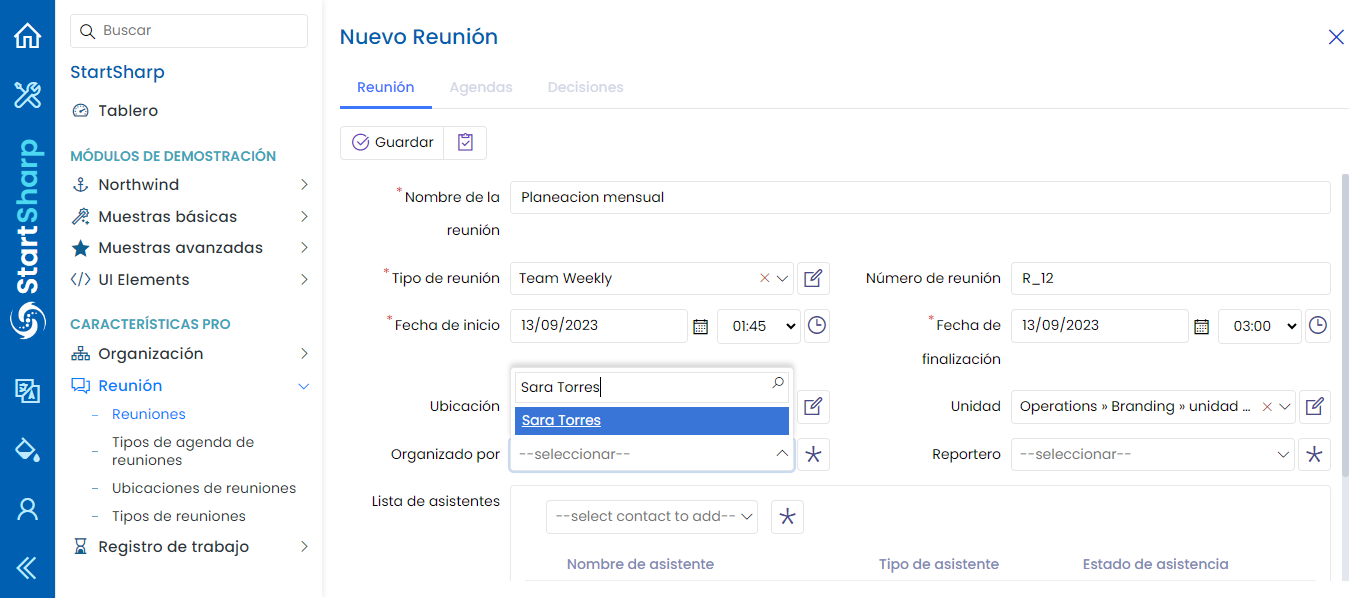 Buscar
StartSharp
Tablero
MÓDULOS DE DEMOSTRACIÓN
Northwind
Muestras básicas
Muestras avanzadas
UI Elements
CARACTERÍSTICAS PRO
Organización
Reunión
Reuniones
Tipos de agenda de
reuniones
Ubicaciones de reuniones
Tipos de reuniones
Registro de trabajo
StartSharp
Nuevo Reunión
Reunión Agendas Decisiones
Guardar
*Nombre de la Planeacion mensual
reunión
*Tipo de reunión Team Weekly Número de reunión R_12
*Fecha de inicio 13/09/2023 01:45 *Fecha de 13/09/2023 03:00
finalización
Sara Torres
Ubicación Unidad Operations » Branding » unidad ...
Sara Torres
Organizado por --seleccionar-- Reportero --seleccionar--
Lista de asistentes
--select contact to add--
Nombre de asistente Tipo de asistente Estado de asistencia